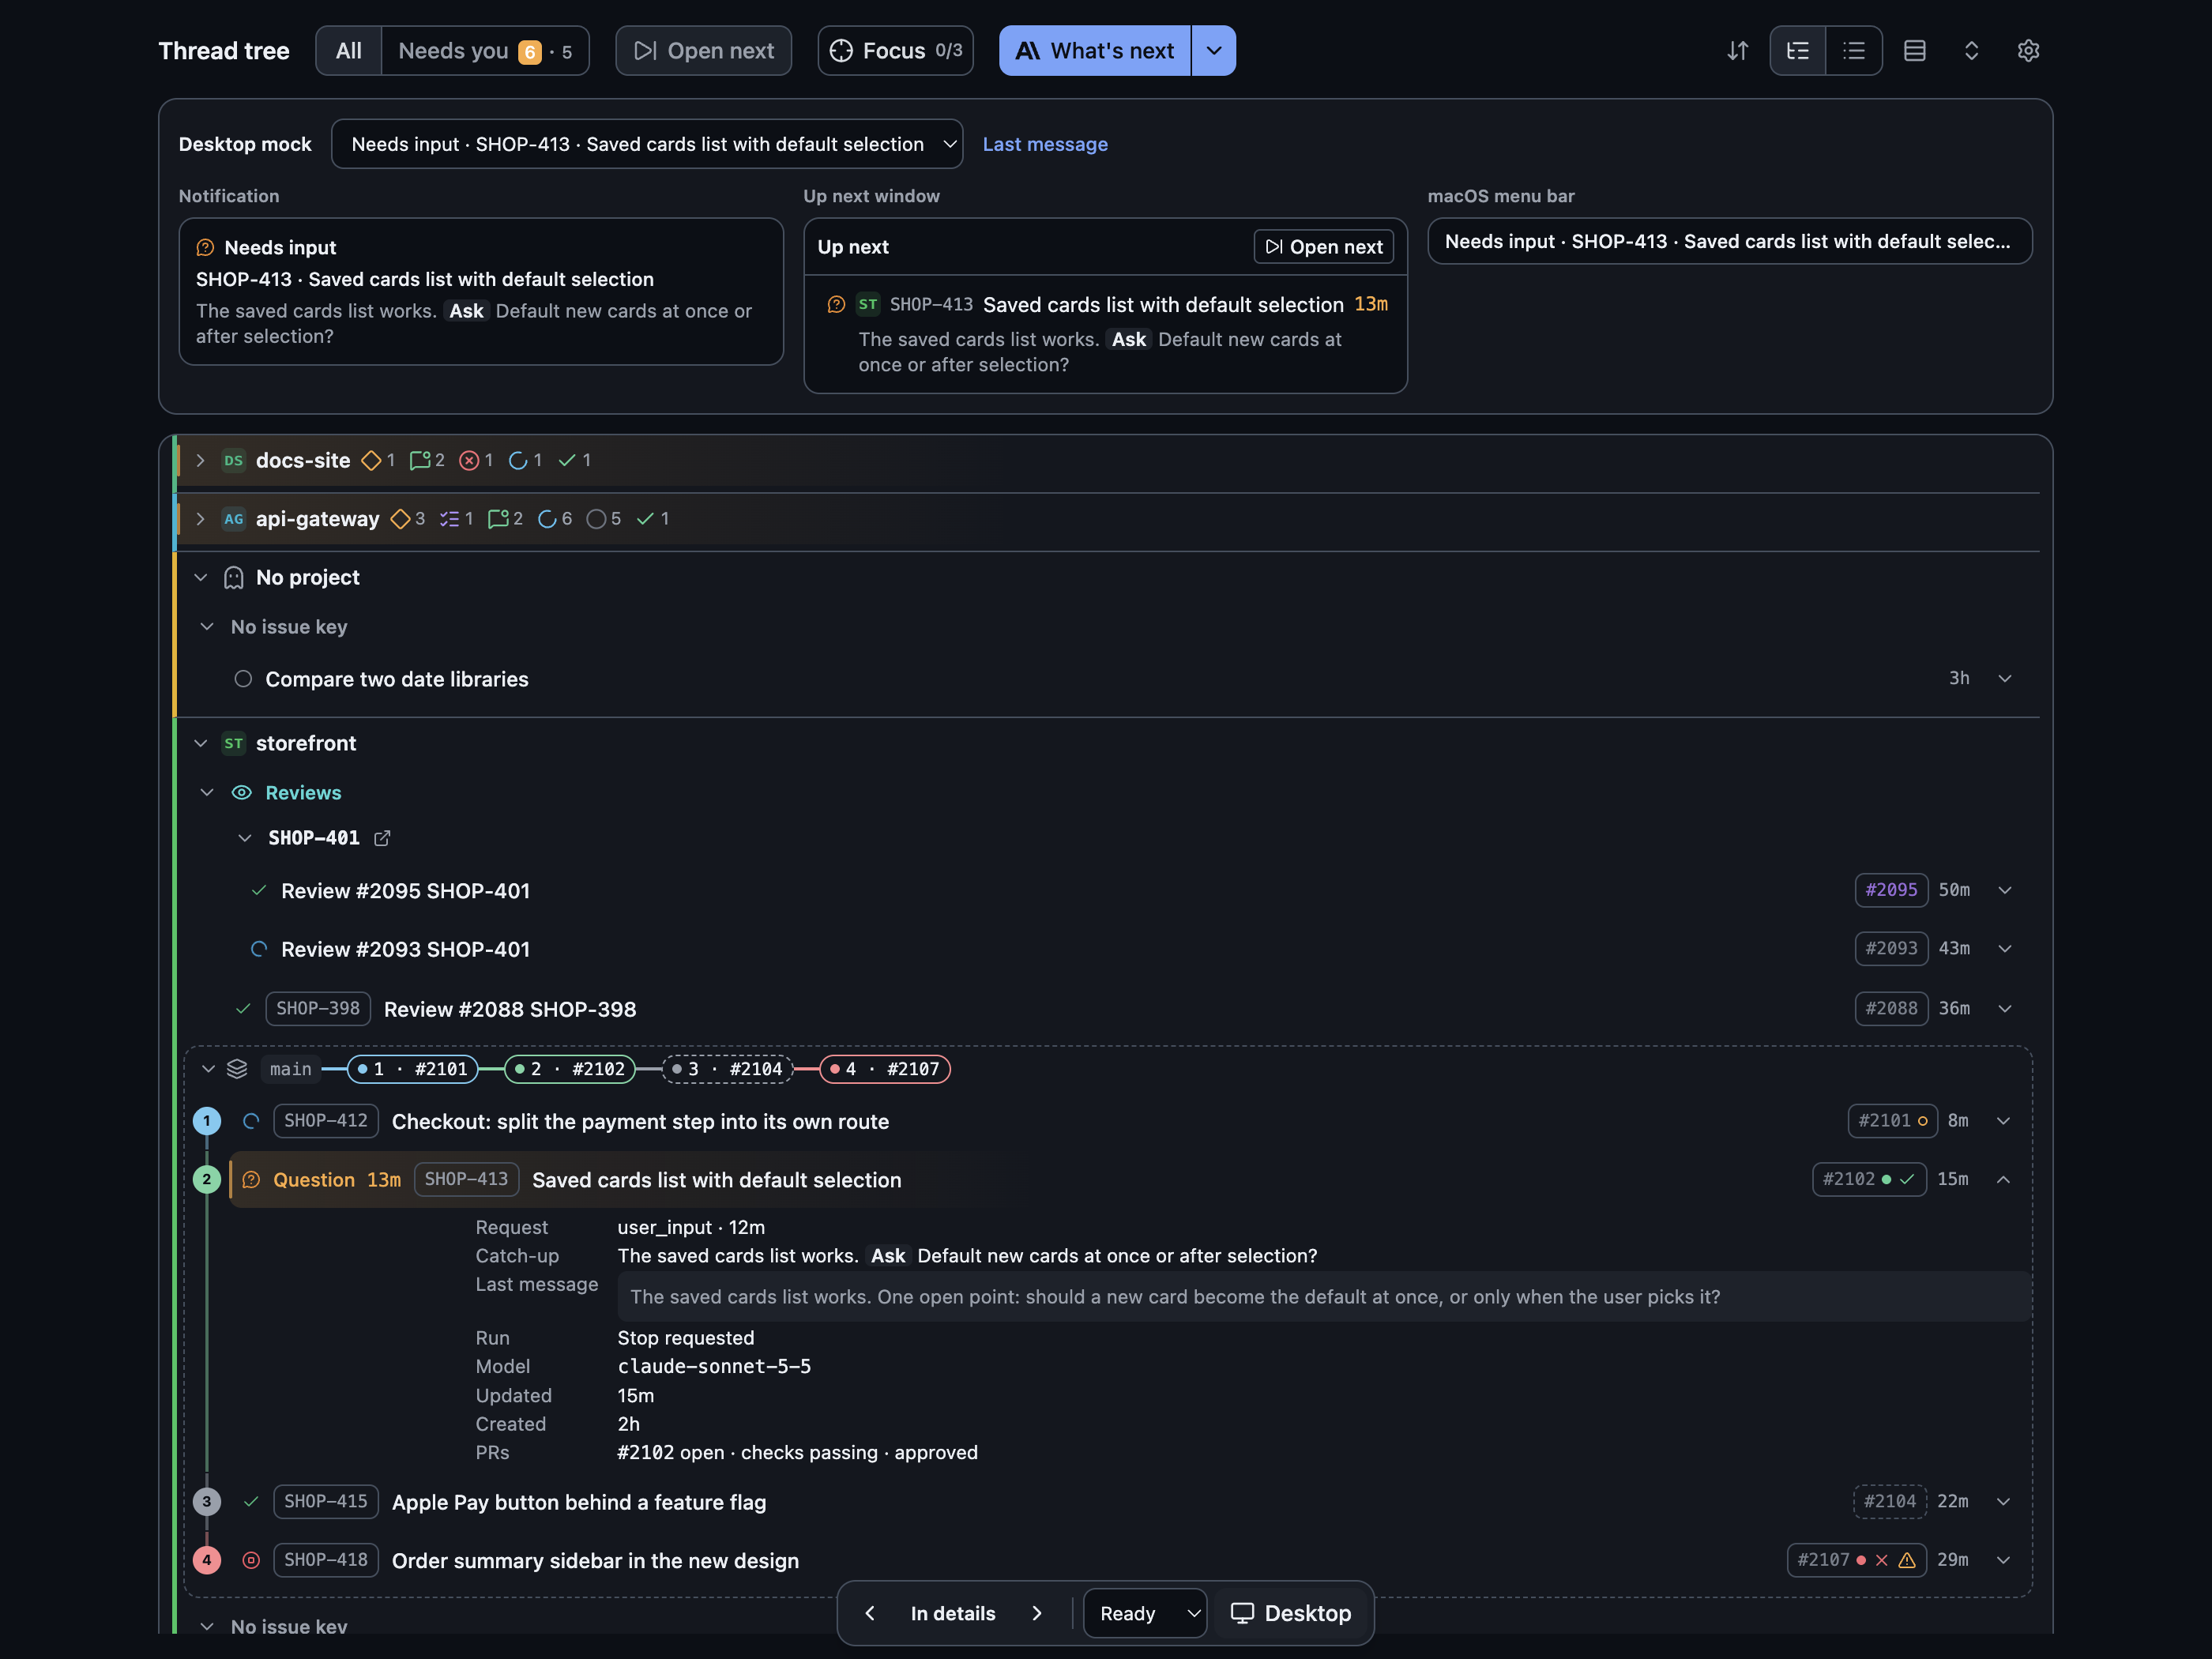 Thread tree All Needs you 6 · 5 Open next Focus 0/3 What's next
Desktop mock Needs input · SHOP-413 · Saved cards list with default selection Last message
Notification
Needs input
SHOP-413 · Saved cards list with default selection
The saved cards list works. Ask Default new cards at once or
after selection?
Up next window
Up next Open next
ST SHOP-413 Saved cards list with default selection 13m
The saved cards list works. Ask Default new cards at
once or after selection?
macOS menu bar
Needs input · SHOP-413 · Saved cards list with default selec...
DS docs-site 1 2 1 1 1
AG api-gateway 3 1 2 6 5 1
No project
No issue key
Compare two date libraries 3h
ST storefront
Reviews
SHOP-401
Review #2095 SHOP-401 #2095 50m
Review #2093 SHOP-401 #2093 43m
SHOP-398 Review #2088 SHOP-398 #2088 36m
main 1 · #2101 2 · #2102 3 · #2104 4 · #2107
1 SHOP-412 Checkout: split the payment step into its own route #2101 8m
2 Question 13m SHOP-413 Saved cards list with default selection #2102 15m
Request user_input · 12m
Catch-up The saved cards list works. Ask Default new cards at once or after selection?
Last message The saved cards list works. One open point: should a new card become the default at once, or only when the user picks it?
Run Stop requested
Model claude-sonnet-5-5
Updated 15m
Created 2h
PRs #2102 open · checks passing · approved
3 SHOP-415 Apple Pay button behind a feature flag #2104 22m
4 SHOP-418 Order summary sidebar in the new design #2107 29m
No issue key
In details Ready Desktop